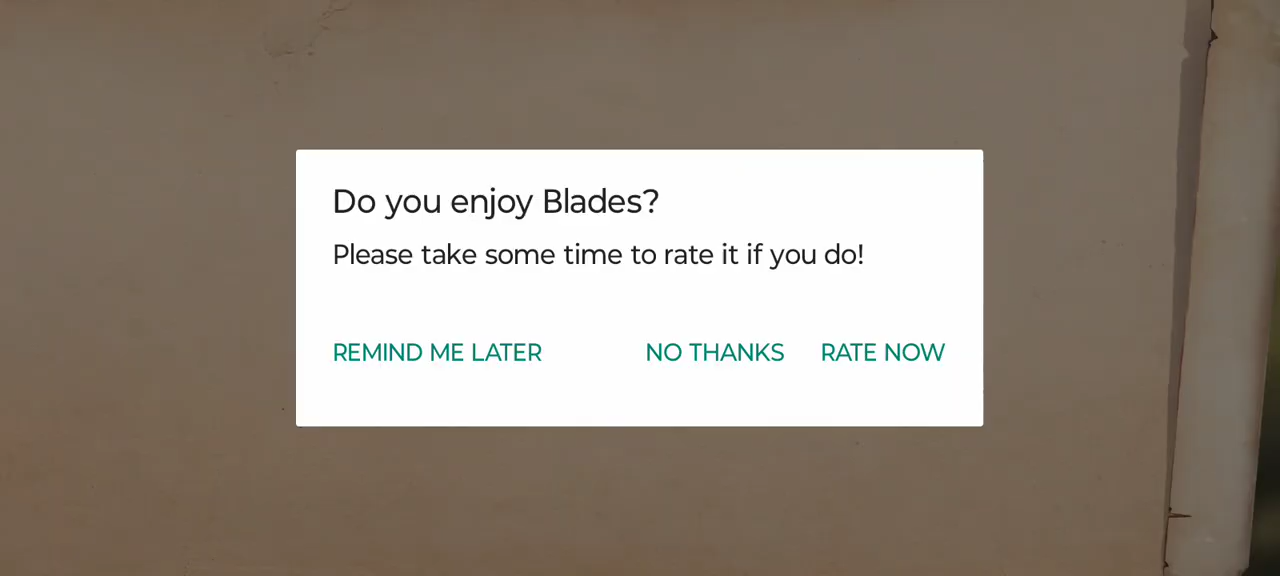 Do you enjoy Blades?
Please take some time to rate it if you do!
REMIND ME LATER NO THANKS RATE NOW